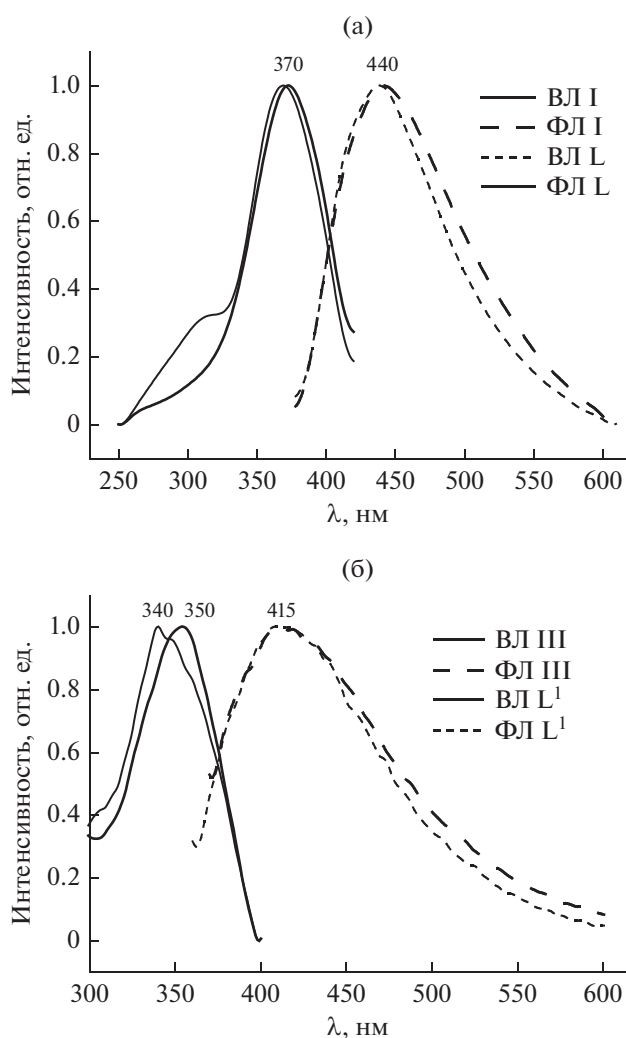 (а)
370
440
1.0
0.8
0.6
0.4
0.2
0
Интенсивность, отн. ед.
ВЛ I
ФЛ I
ВЛ L
ФЛ L
250 300 350 400 450 500 550 600
λ, нм
(б)
340 350
415
1.0
0.8
0.6
0.4
0.2
0
Интенсивность, отн. ед.
ВЛ III
ФЛ III
ВЛ L¹
ФЛ L¹
300 350 400 450 500 550 600
λ, нм